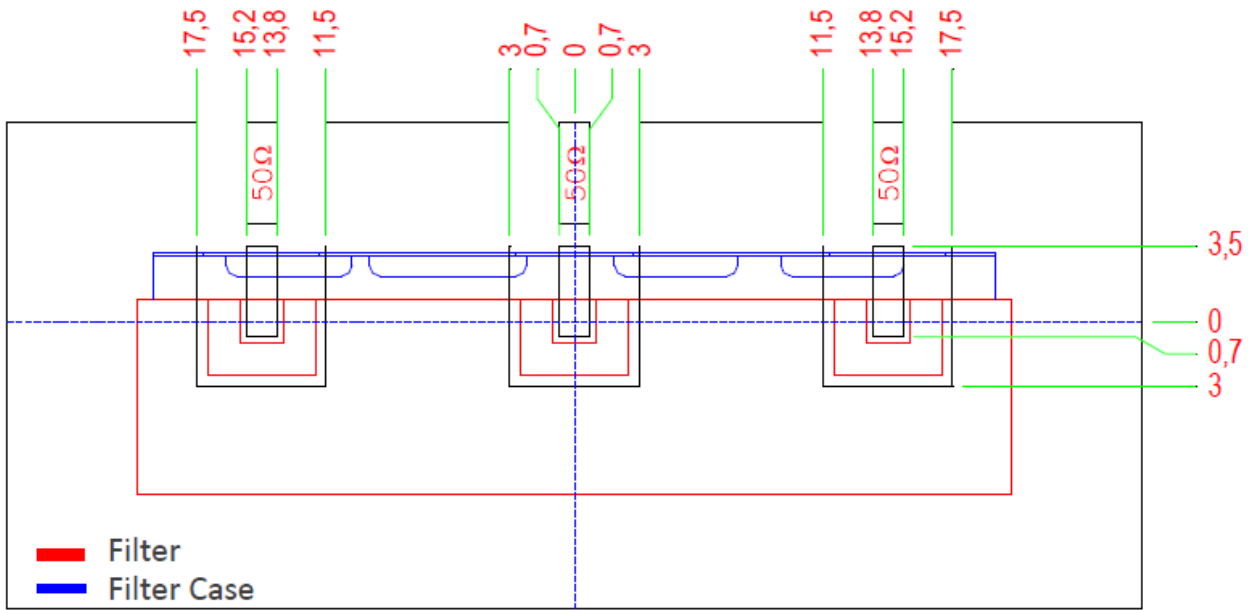 17,5 15,2 13,8 11,5 3 0,7 0 0,7 3 11,5 13,8 15,2 17,5
50Ω 50Ω 50Ω
3,5
0
0,7
3
Filter
Filter Case